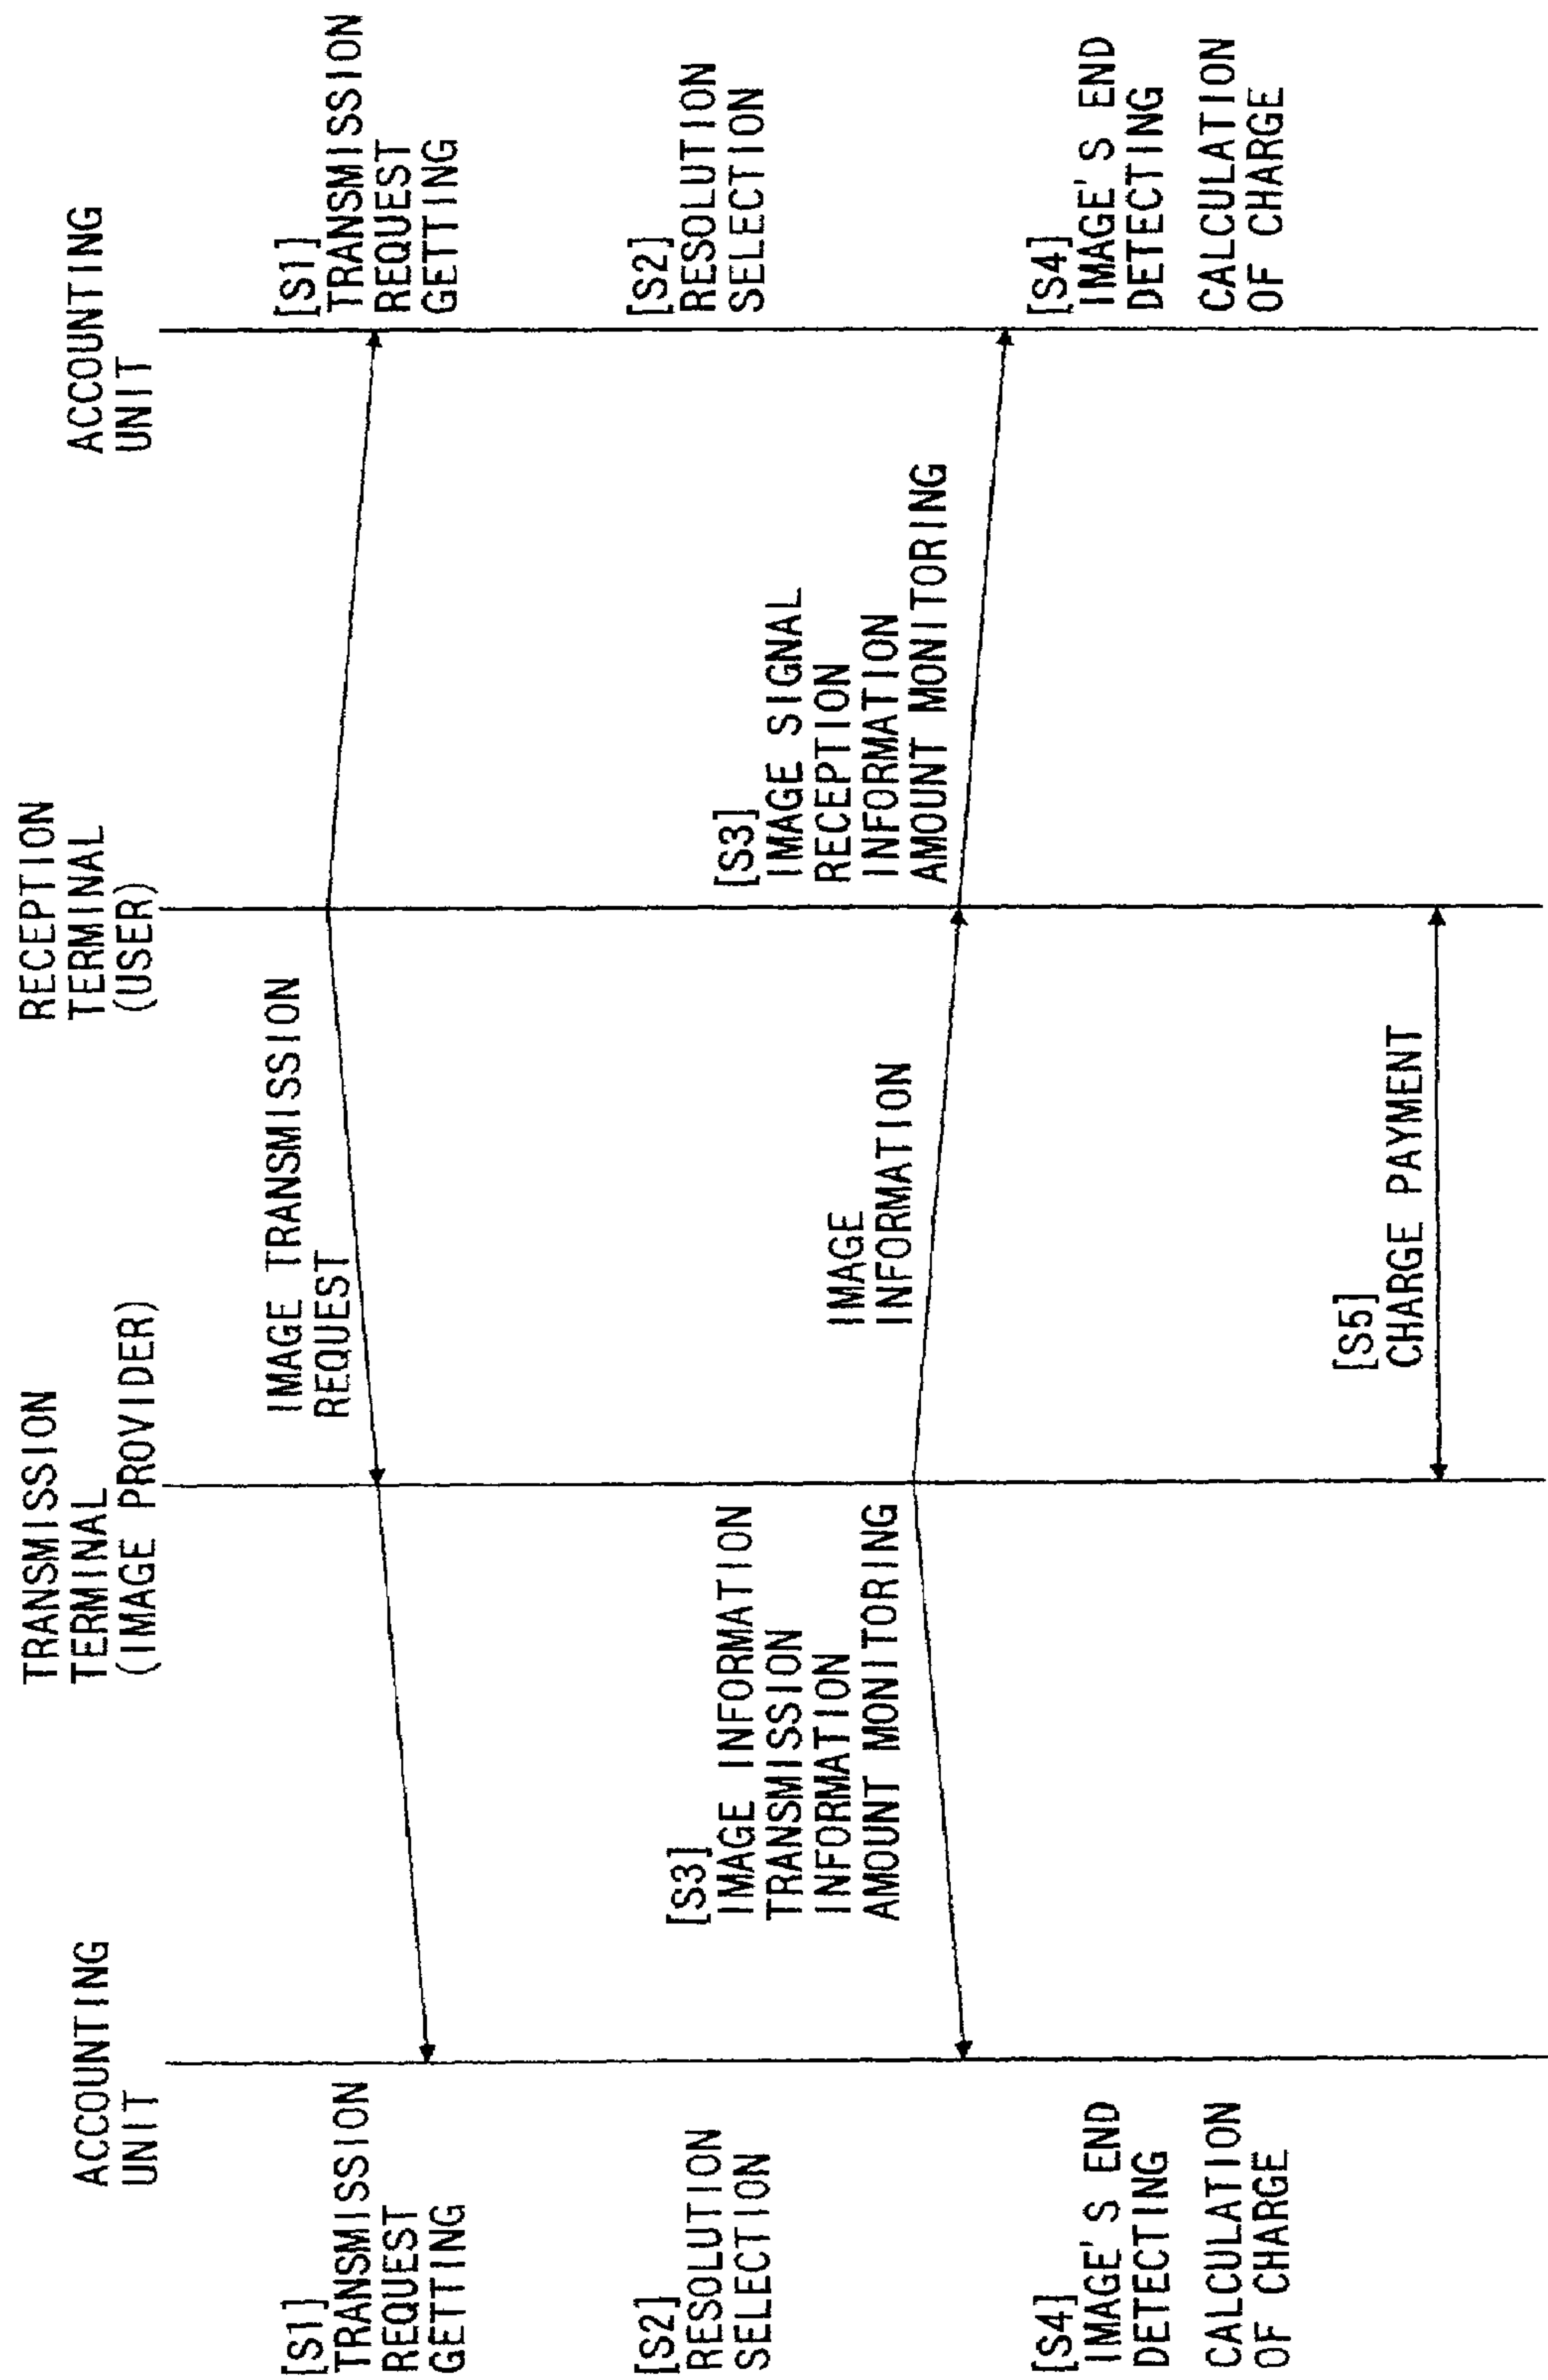 ACCOUNTING
UNIT
TRANSMISSION
TERMINAL
(IMAGE PROVIDER)
RECEPTION
TERMINAL
(USER)
ACCOUNTING
UNIT
[S1]
TRANSMISSION
REQUEST
GETTING
IMAGE TRANSMISSION
REQUEST
[S1]
TRANSMISSION
REQUEST
GETTING
[S2]
RESOLUTION
SELECTION
[S2]
RESOLUTION
SELECTION
[S3]
IMAGE INFORMATION
TRANSMISSION
INFORMATION
AMOUNT MONITORING
IMAGE
INFORMATION
[S3]
IMAGE SIGNAL
RECEPTION
INFORMATION
AMOUNT MONITORING
[S4]
IMAGE'S END
DETECTING
CALCULATION
OF CHARGE
[S4]
IMAGE'S END
DETECTING
CALCULATION
OF CHARGE
[S5]
CHARGE PAYMENT